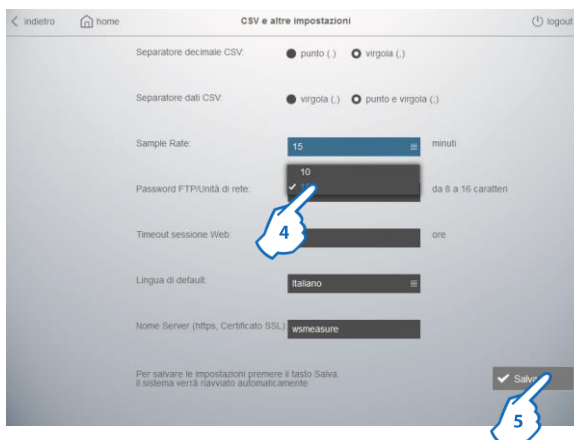 indietro home CSV e altre impostazioni logout
Separatore decimale CSV: punto (.) virgola (,)
Separatore dati CSV: virgola (,) punto e virgola (;)
Sample Rate: 15 minuti
10
Password FTP/Unità di rete: da 8 a 16 caratteri
4
Timeout sessione Web: ore
Lingua di default: Italiano
Nome Server (https, Certificato SSL): wsmeasure
Per salvare le impostazioni premere il tasto Salva.
Il sistema verrà riavviato automaticamente
Salva
5